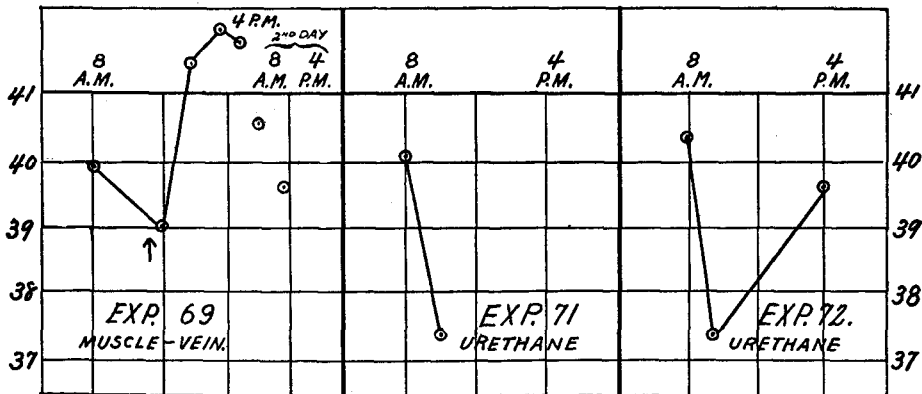 4 P.M.
2ND DAY
8 A.M.
8 4
A.M. P.M.
8 A.M.
4 P.M.
8 A.M.
4 P.M.
41 41
40 40
39 39
↑
38 38
EXP. 69
MUSCLE-VEIN.
EXP. 71
URETHANE
EXP. 72.
URETHANE
37 37